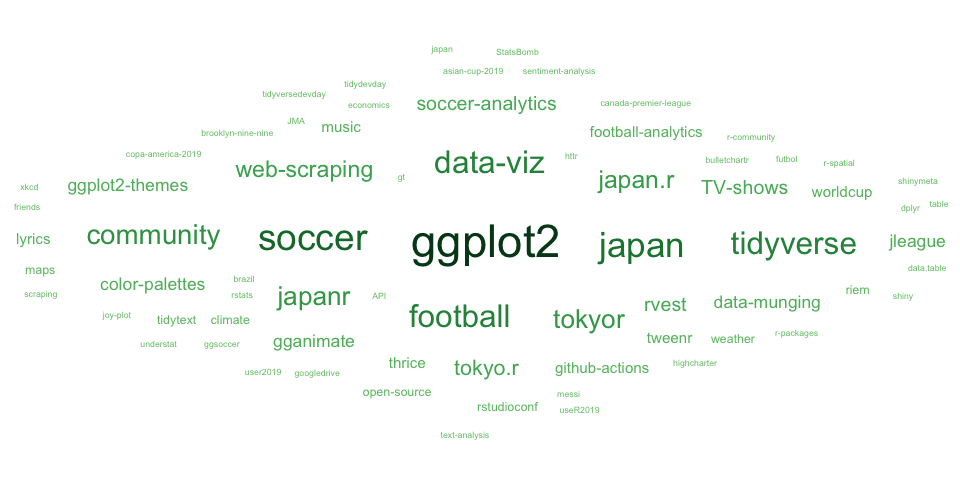 japan
StatsBomb
asian-cup-2019
sentiment-analysis
tidydevday
tidyversedevday
economics
soccer-analytics
canada-premier-league
JMA
music
brooklyn-nine-nine
football-analytics
r-community
copa-america-2019
web-scraping
data-viz
httr
bulletchartr
futbol
r-spatial
gt
xkcd
ggplot2-themes
japan.r
TV-shows
worldcup
shinymeta
friends
dplyr
table
lyrics
community
soccer
ggplot2
japan
tidyverse
jleague
maps
data.table
color-palettes
brazil
scraping
rstats
japanr
API
rvest
data-munging
riem
shiny
joy-plot
tidytext
climate
football
tokyor
understat
ggsoccer
gganimate
tweenr
weather
r-packages
user2019
googledrive
thrice
tokyo.r
github-actions
highcharter
open-source
messi
rstudioconf
useR2019
text-analysis